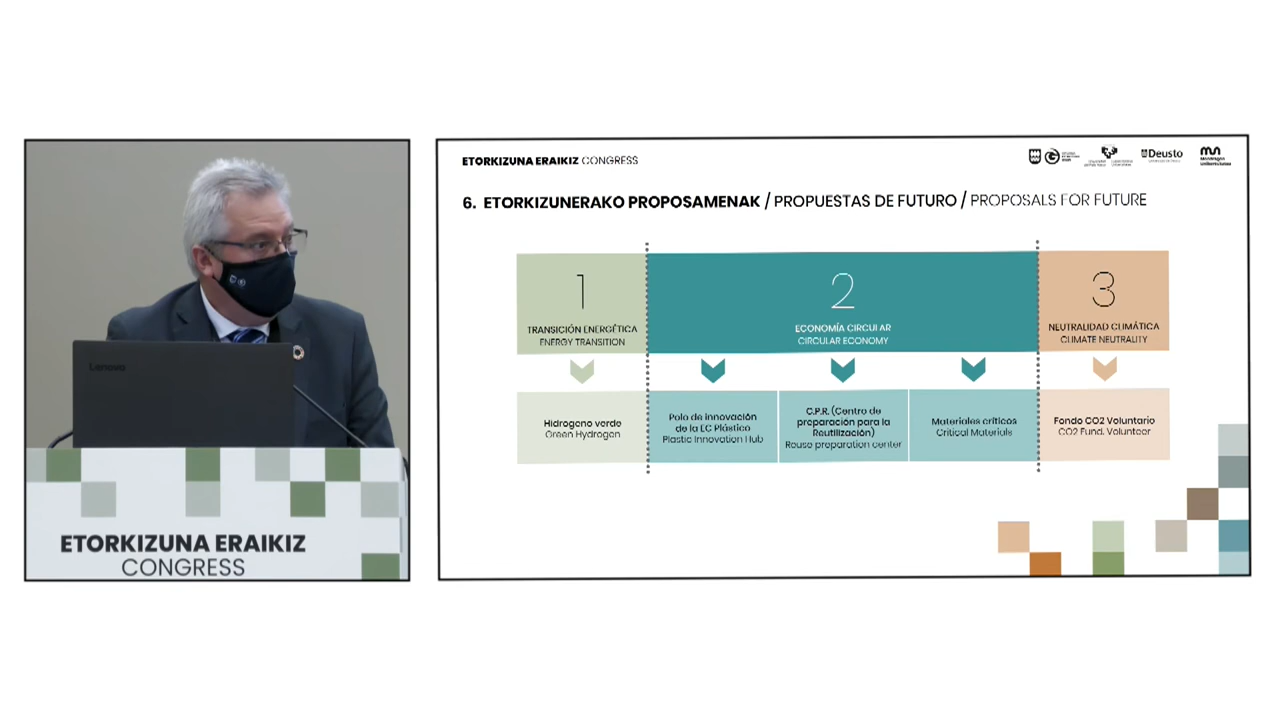 Lenovo
ETORKIZUNA ERAIKIZ
CONGRESS
ETORKIZUNA ERAIKIZ CONGRESS
Deusto
Mondragon
Unibertsitatea
6. ETORKIZUNERAKO PROPOSAMENAK / PROPUESTAS DE FUTURO / PROPOSALS FOR FUTURE
1
TRANSICIÓN ENERGÉTICA
ENERGY TRANSITION
2
ECONOMÍA CIRCULAR
CIRCULAR ECONOMY
3
NEUTRALIDAD CLIMÁTICA
CLIMATE NEUTRALITY
Hidrogeno verde
Green Hydrogen
Polo de innovación
de la EC Plástico
Plastic Innovation Hub
C.P.R. (Centro de
preparación para la
Reutilización)
Reuse preparation center
Materiales críticos
Critical Materials
Fondo CO2 Voluntario
CO2 Fund. Volunteer